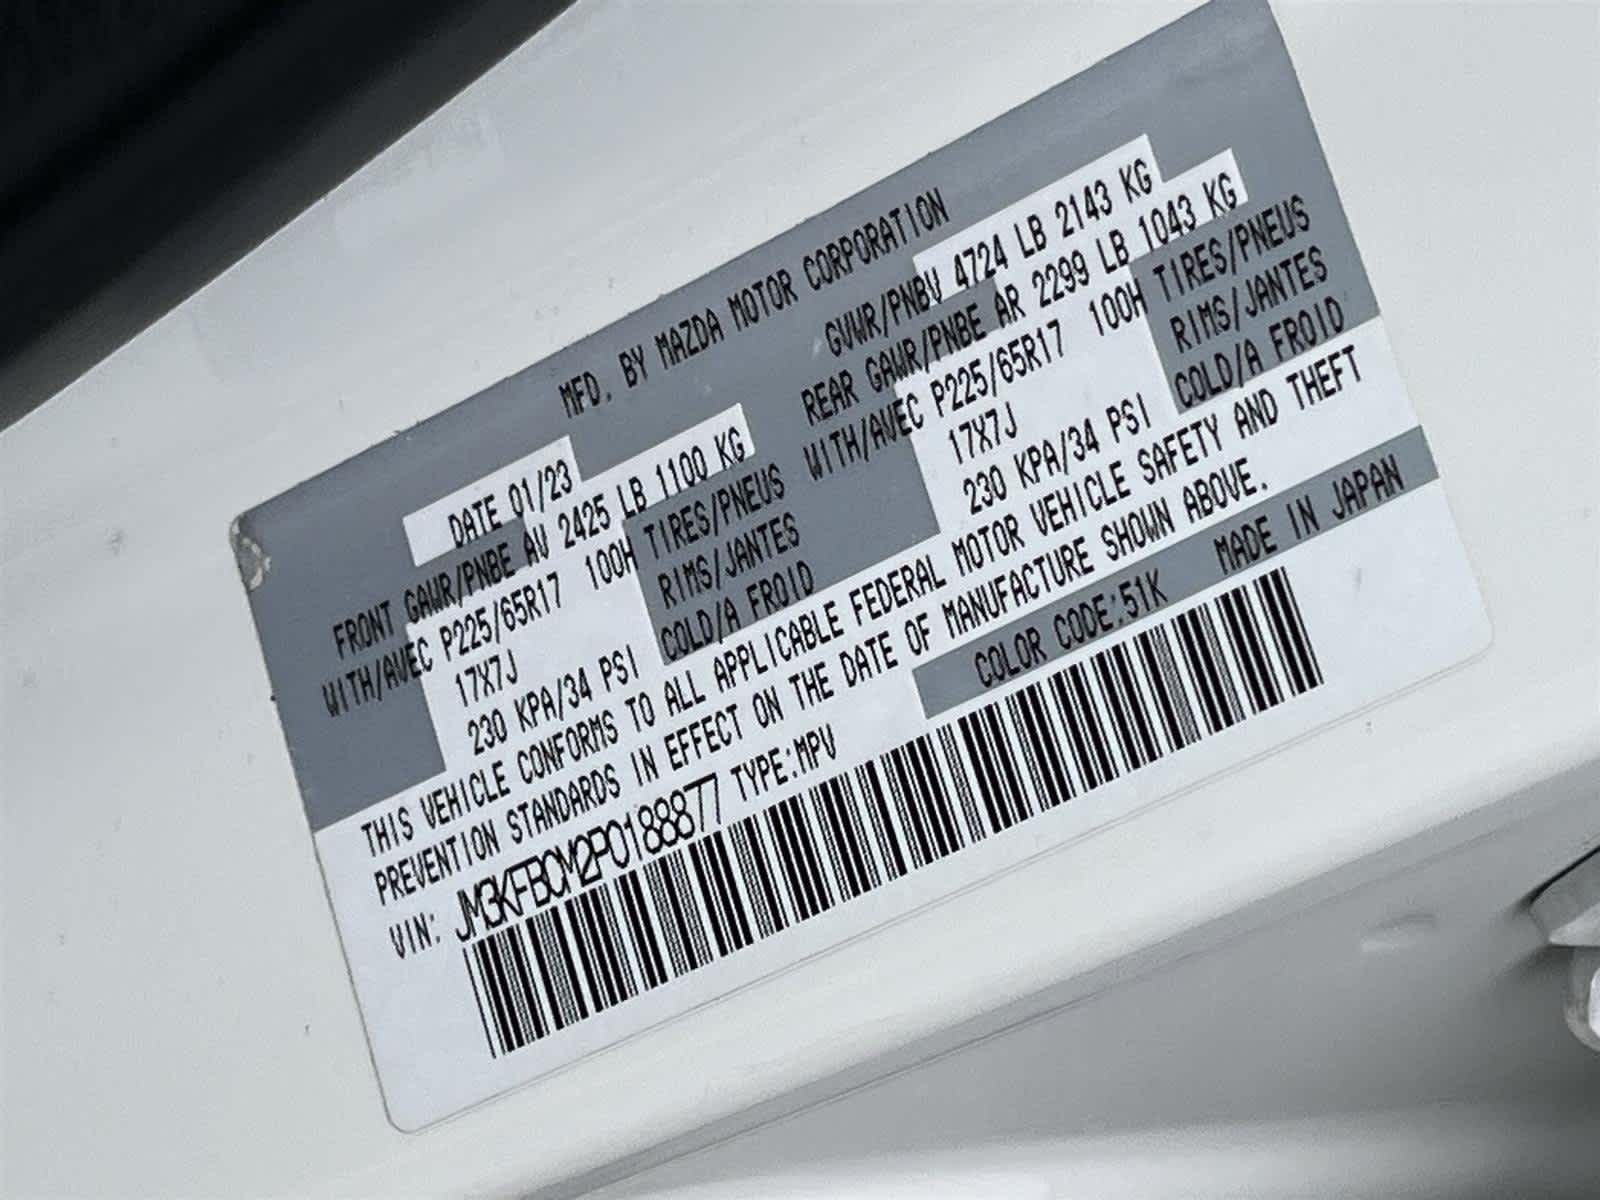 MFD. BY MAZDA MOTOR CORPORATION
DATE 01/23 GVWR/PNBV 4724 LB 2143 KG
FRONT GAWR/PNBE AV 2425 LB 1100 KG REAR GAWR/PNBE AR 2299 LB 1043 KG
WITH/AVEC P225/65R17 100H TIRES/PNEUS WITH/AVEC P225/65R17 100H TIRES/PNEUS
17X7J RIMS/JANTES 17X7J RIMS/JANTES
230 KPA/34 PSI COLD/A FROID 230 KPA/34 PSI COLD/A FROID
THIS VEHICLE CONFORMS TO ALL APPLICABLE FEDERAL MOTOR VEHICLE SAFETY AND THEFT
PREVENTION STANDARDS IN EFFECT ON THE DATE OF MANUFACTURE SHOWN ABOVE.
VIN: JM3KFBCM2P0188877 TYPE:MPV COLOR CODE:51K MADE IN JAPAN